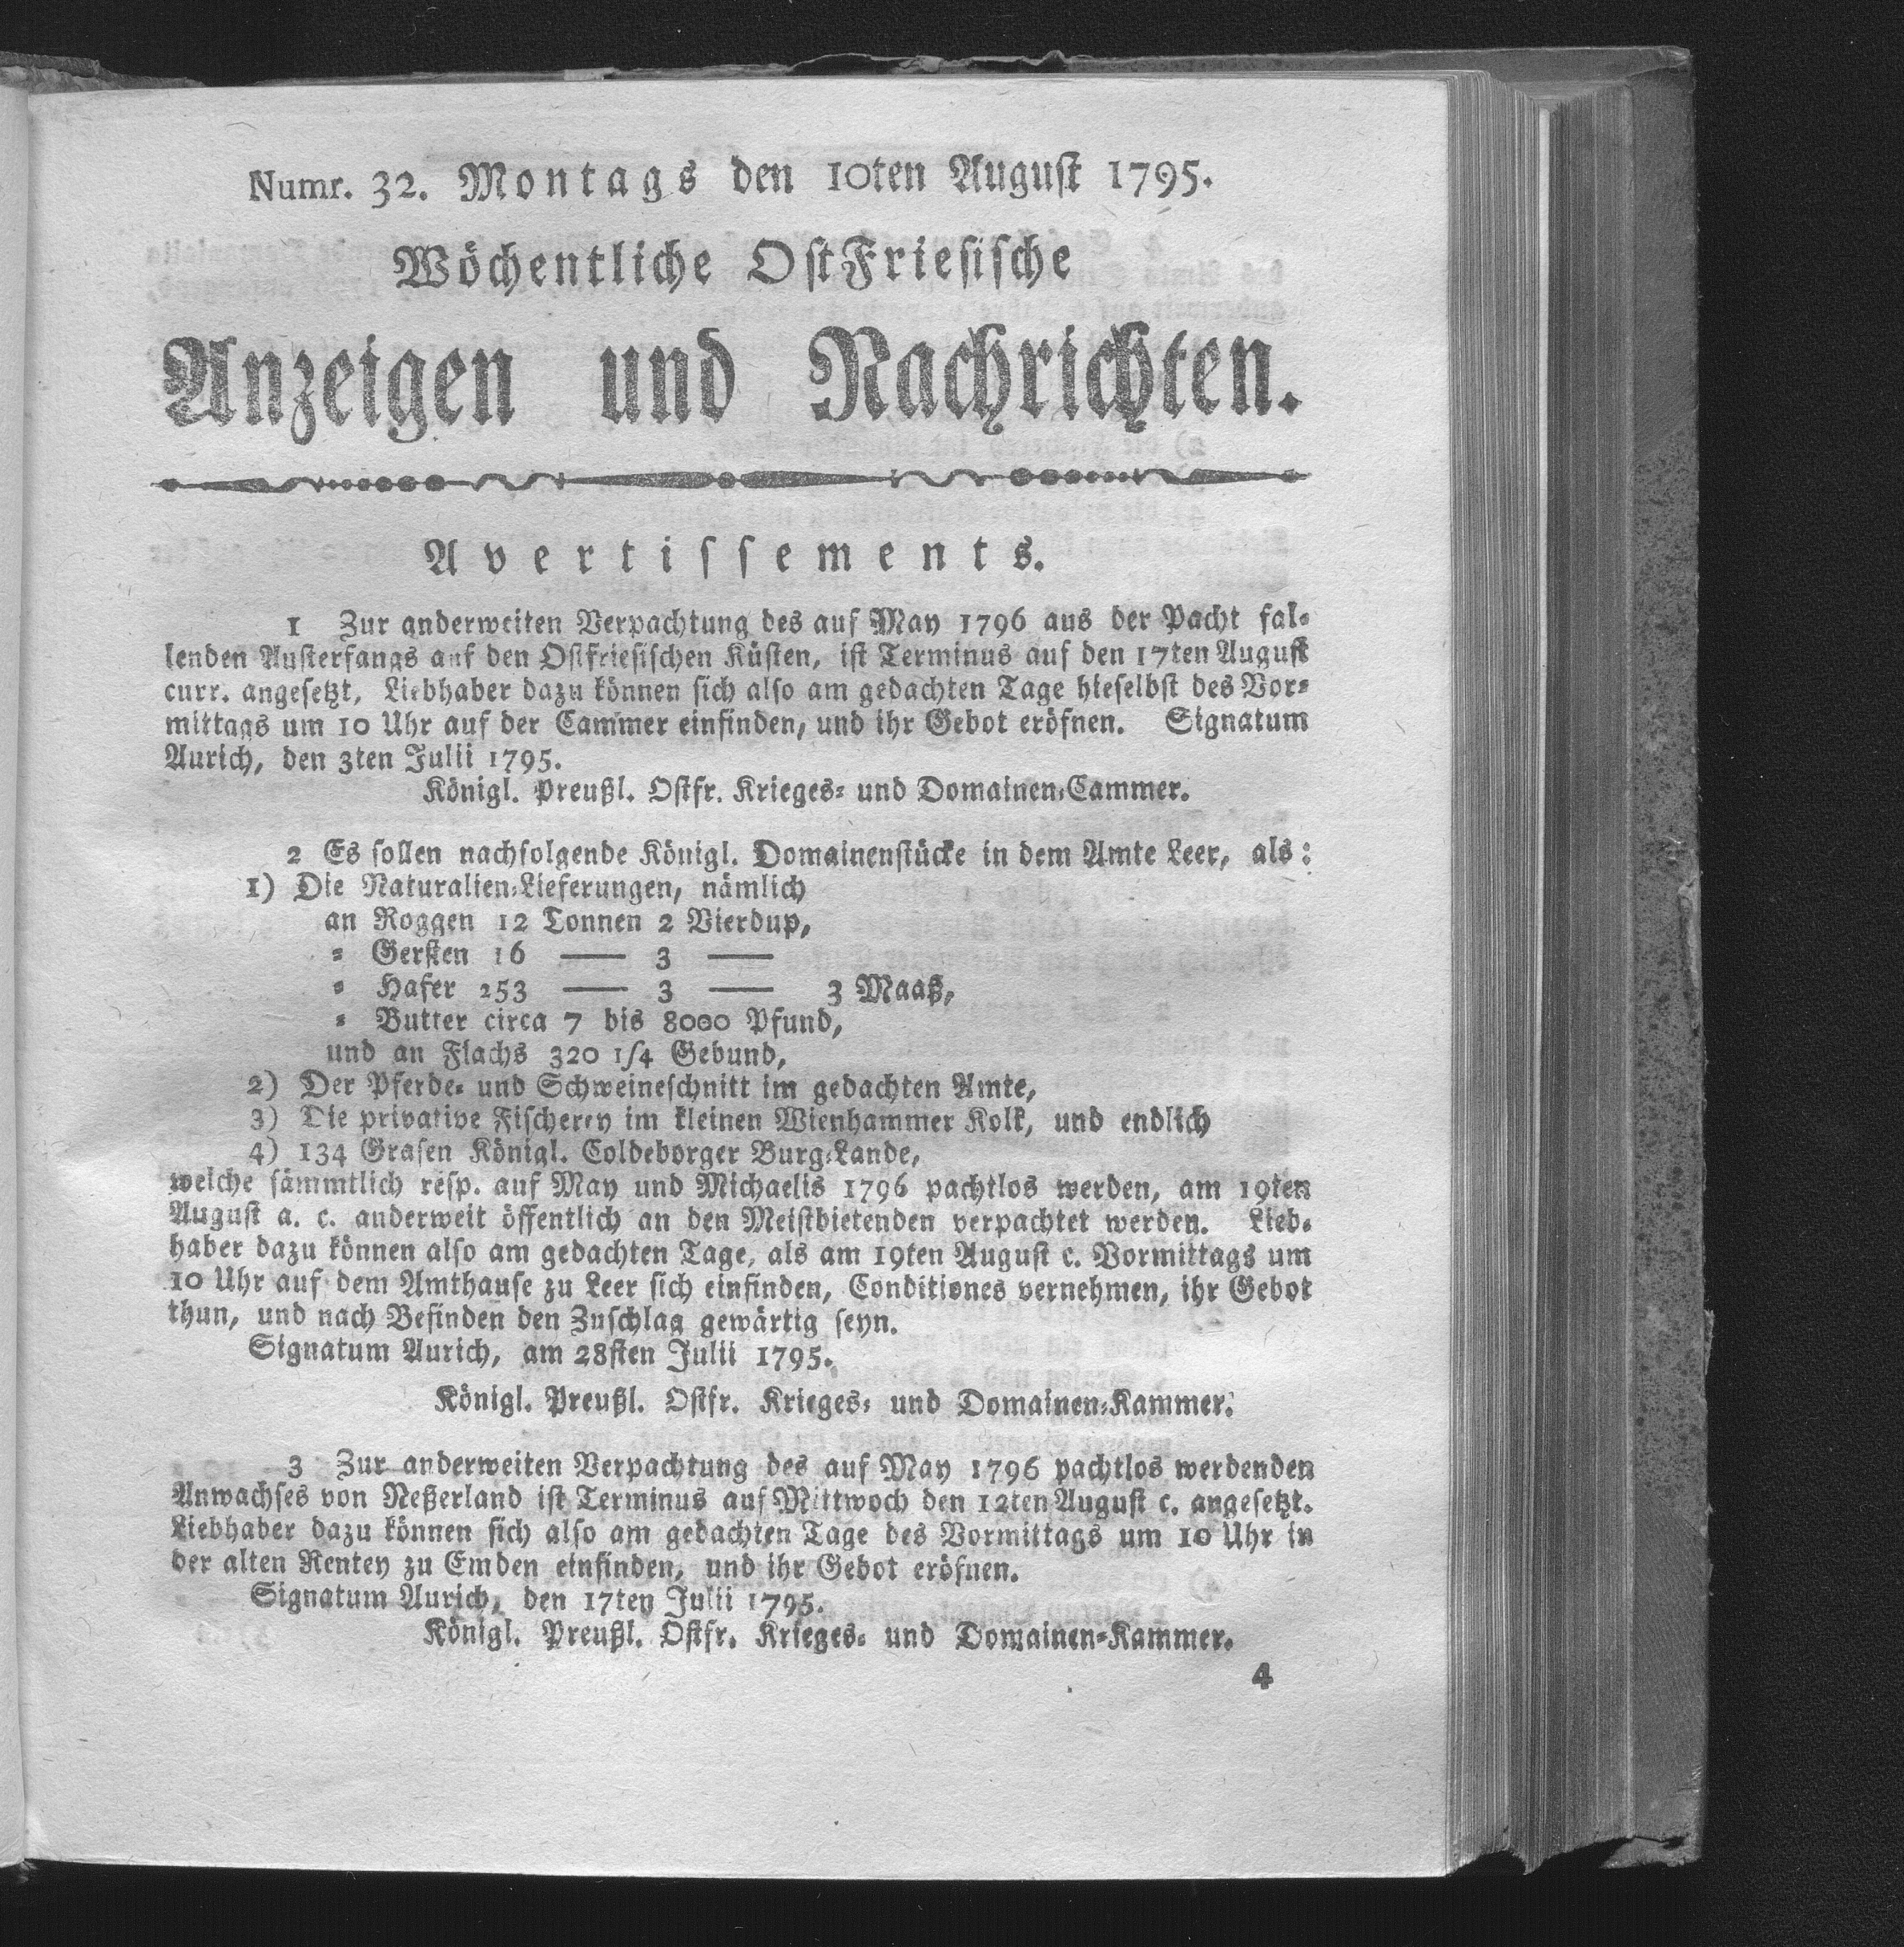 Numr. 32. Montags den 10ten August 1795.
Wöchentliche OstFriesische
Anzeigen und Nachrichten.
Avertissements.
1 Zur anderweiten Verpachtung des auf May 1796 aus der Pacht fal-
lenden Austerfangs auf den Ostfriesischen Küsten, ist Terminus auf den 17ten August
curr. angesetzt, Liebhaber dazu können sich also am gedachten Tage hieselbst des Vor-
mittags um 10 Uhr auf der Cammer einfinden, und ihr Gebot eröfnen. Signatum
Aurich, den 3ten Julii 1795.
Königl. Preußl. Ostfr. Krieges- und Domainen-Cammer.
2 Es sollen nachfolgende Königl. Domainenstücke in dem Amte Leer, als:
1) Die Naturalien-Lieferungen, nämlich
an Roggen 12 Tonnen 2 Vierdup,
- Gersten 16 — 3 —
- Hafer 253 — 3 — 3 Maaß,
- Butter circa 7 bis 8000 Pfund,
und an Flachs 320 1/4 Gebund,
2) Der Pferde- und Schweineschnitt im gedachten Amte,
3) Die privative Fischerey im kleinen Wienhammer Kolk, und endlich
4) 134 Grasen Königl. Coldeborger Burg-Lande,
welche sämmtlich resp. auf May und Michaelis 1796 pachtlos werden, am 19ten
August a. c. anderweit öffentlich an den Meistbietenden verpachtet werden. Lieb-
haber dazu können also am gedachten Tage, als am 19ten August c. Vormittags um
10 Uhr auf dem Amthause zu Leer sich einfinden, Conditiones vernehmen, ihr Gebot
thun, und nach Befinden den Zuschlag gewärtig seyn.
Signatum Aurich, am 28sten Julii 1795.
Königl. Preußl. Ostfr. Krieges- und Domainen-Kammer.
3 Zur anderweiten Verpachtung des auf May 1796 pachtlos werdenden
Anwachses von Neßerland ist Terminus auf Mittwoch den 12ten August c. angesetzt.
Liebhaber dazu können sich also am gedachten Tage des Vormittags um 10 Uhr in
der alten Rentey zu Emden einfinden, und ihr Gebot eröfnen.
Signatum Aurich, den 17ten Julii 1795.
Königl. Preußl. Ostfr. Krieges- und Domainen-Kammer.
4